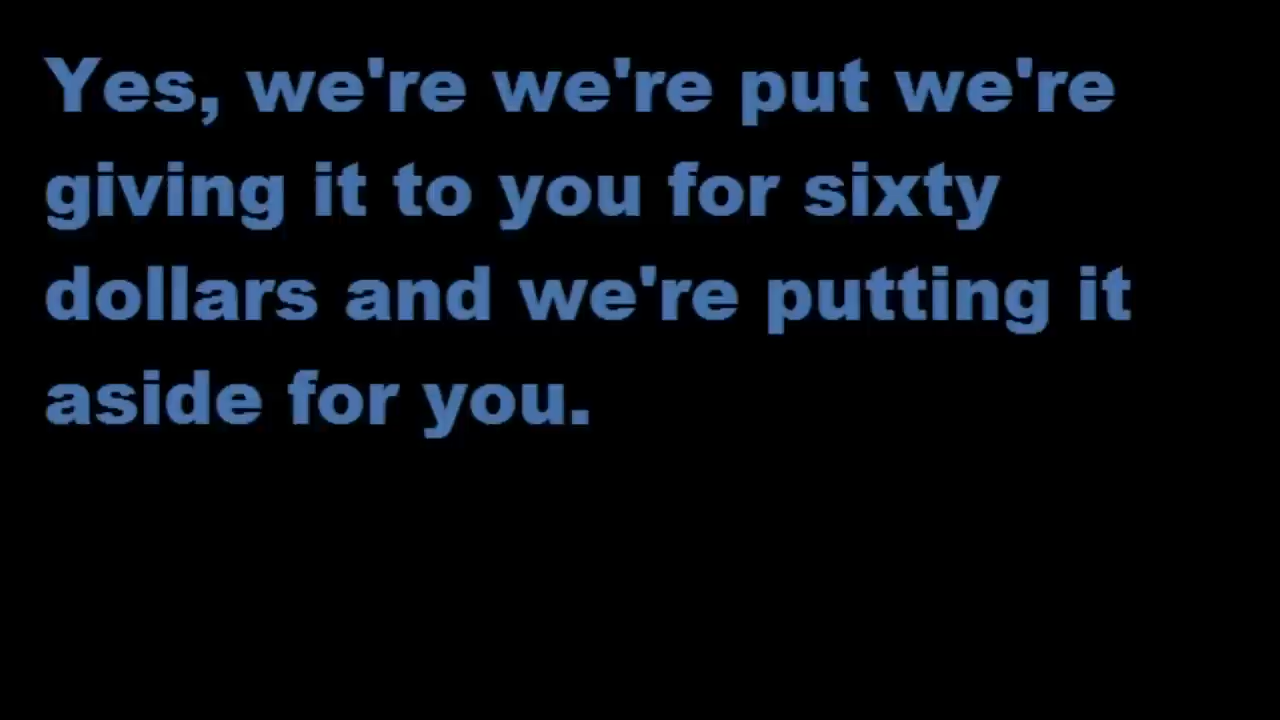 Yes, we're we're put we're
giving it to you for sixty
dollars and we're putting it
aside for you.